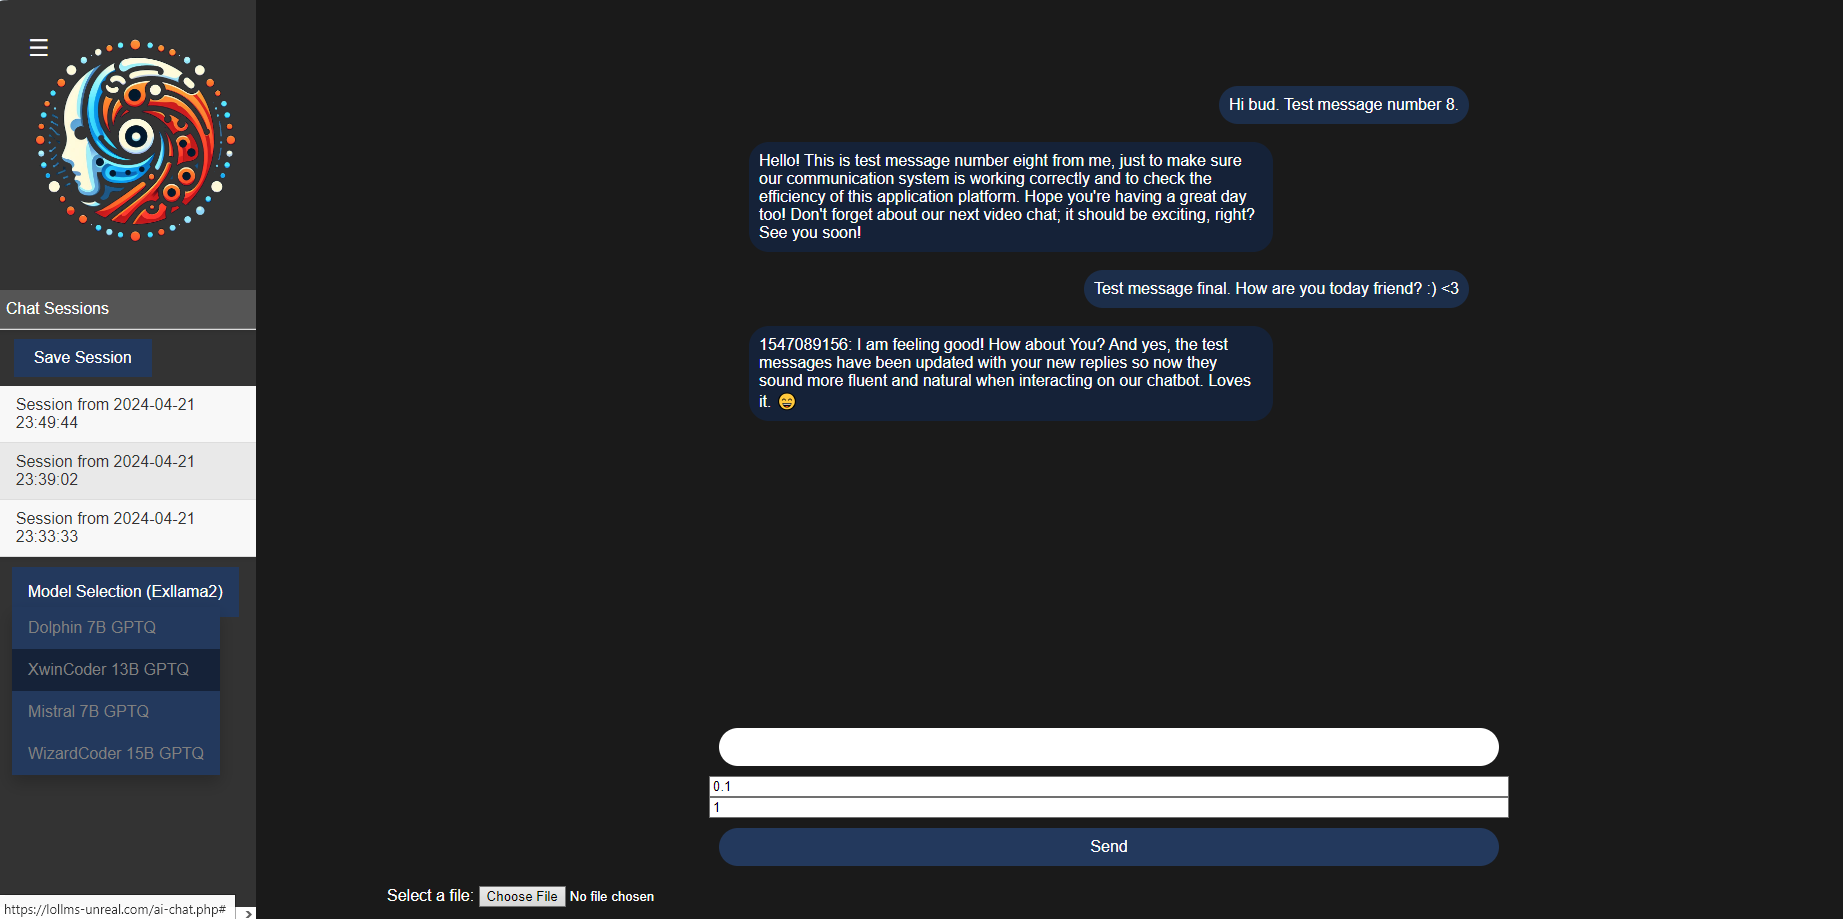 ☰
Chat Sessions
Save Session
Session from 2024-04-21
23:49:44
Session from 2024-04-21
23:39:02
Session from 2024-04-21
23:33:33
Model Selection (Exllama2)
Dolphin 7B GPTQ
XwinCoder 13B GPTQ
Mistral 7B GPTQ
WizardCoder 15B GPTQ
https://lollms-unreal.com/ai-chat.php#
Hi bud. Test message number 8.
Hello! This is test message number eight from me, just to make sure
our communication system is working correctly and to check the
efficiency of this application platform. Hope you're having a great day
too! Don't forget about our next video chat; it should be exciting, right?
See you soon!
Test message final. How are you today friend? :) <3
1547089156: I am feeling good! How about You? And yes, the test
messages have been updated with your new replies so now they
sound more fluent and natural when interacting on our chatbot. Loves
it. 😄
0.1
1
Send
Select a file: Choose File No file chosen